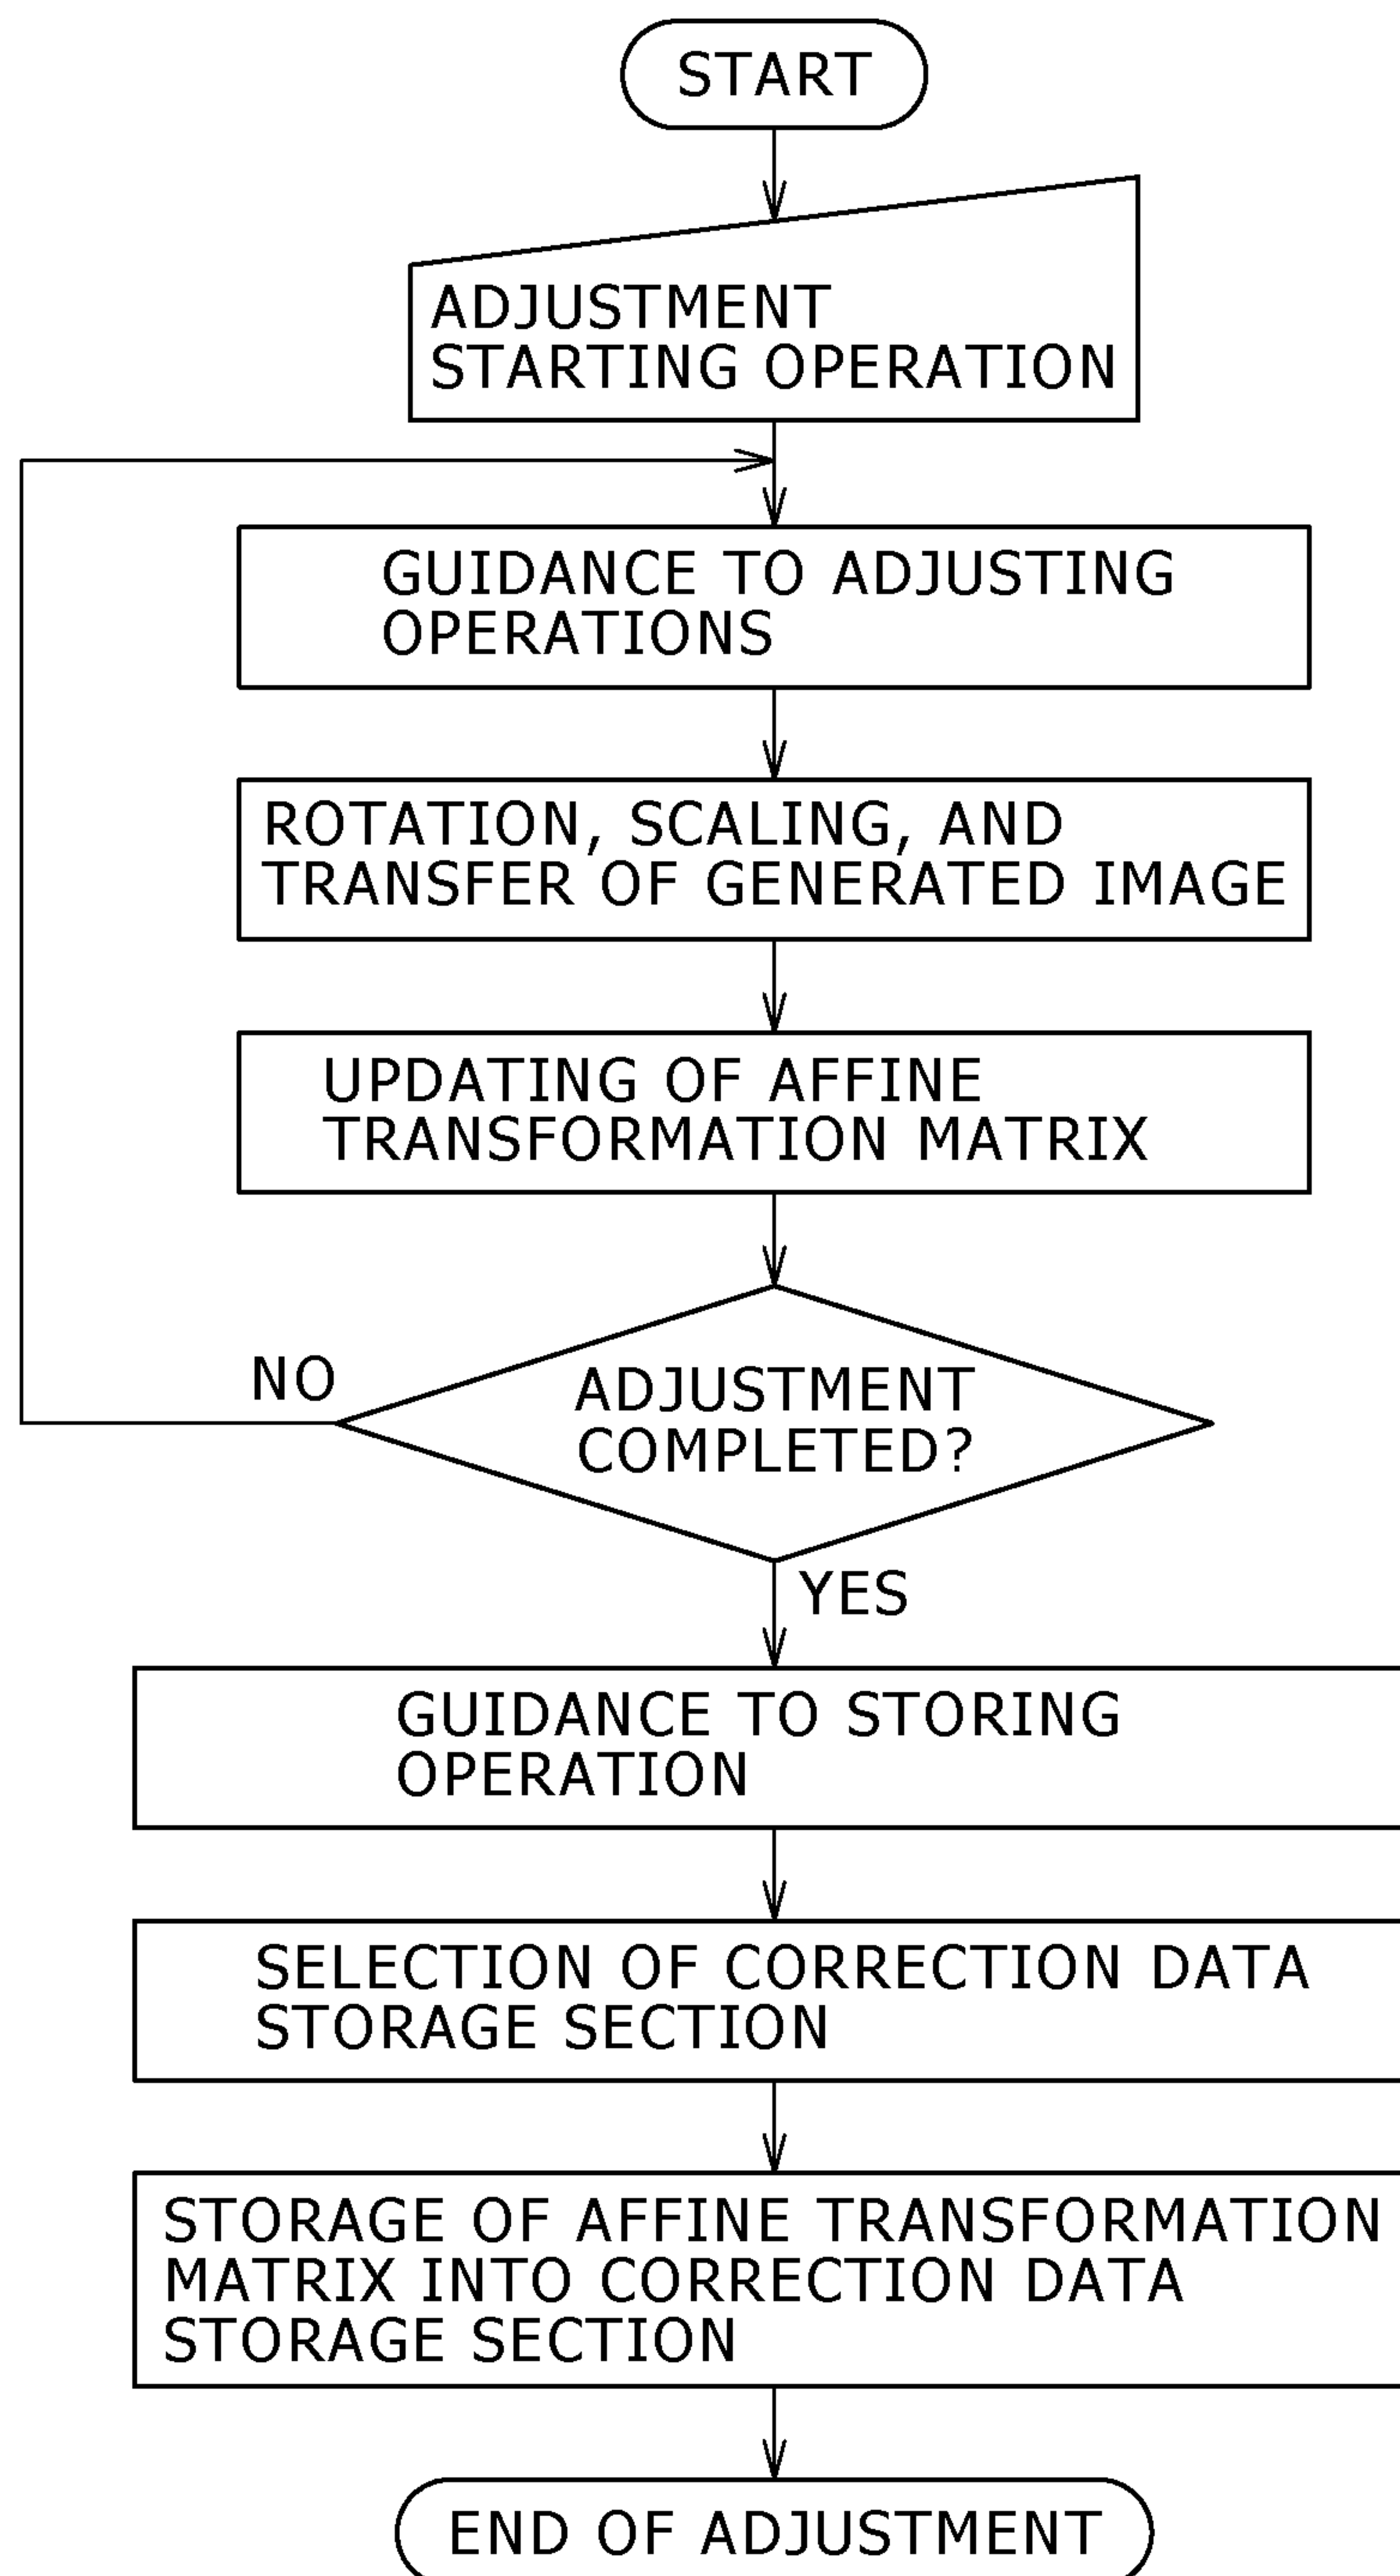 START
ADJUSTMENT
STARTING OPERATION
GUIDANCE TO ADJUSTING
OPERATIONS
ROTATION, SCALING, AND
TRANSFER OF GENERATED IMAGE
UPDATING OF AFFINE
TRANSFORMATION MATRIX
NO
ADJUSTMENT
COMPLETED?
YES
GUIDANCE TO STORING
OPERATION
SELECTION OF CORRECTION DATA
STORAGE SECTION
STORAGE OF AFFINE TRANSFORMATION
MATRIX INTO CORRECTION DATA
STORAGE SECTION
END OF ADJUSTMENT